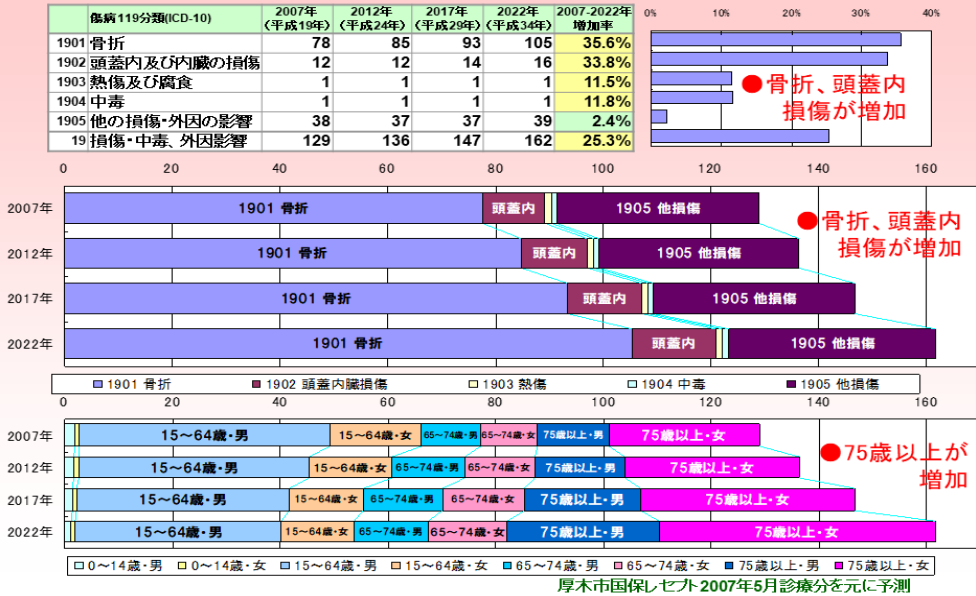 傷病119分類(ICD-10) 2007年(平成19年) 2012年(平成24年) 2017年(平成29年) 2022年(平成34年) 2007-2022年増加率
1901 骨折 78 85 93 105 35.6%
1902 頭蓋内及び内臓の損傷 12 12 14 16 33.8%
1903 熱傷及び腐食 1 1 1 1 11.5%
1904 中毒 1 1 1 1 11.8%
1905 他の損傷・外因の影響 38 37 37 39 2.4%
19 損傷・中毒、外因影響 129 136 147 162 25.3%
0% 10% 20% 30% 40%
●骨折、頭蓋内
損傷が増加
0 20 40 60 80 100 120 140 160
2007年 1901 骨折 頭蓋内 1905 他損傷
2012年 1901 骨折 頭蓋内 1905 他損傷
2017年 1901 骨折 頭蓋内 1905 他損傷
2022年 1901 骨折 頭蓋内 1905 他損傷
●骨折、頭蓋内
損傷が増加
1901 骨折 1902 頭蓋内臓損傷 1903 熱傷 1904 中毒 1905 他損傷
0 20 40 60 80 100 120 140 160
2007年 15～64歳・男 15～64歳・女 65～74歳・男 65～74歳・女 75歳以上・男 75歳以上・女
2012年 15～64歳・男 15～64歳・女 65～74歳・男 65～74歳・女 75歳以上・男 75歳以上・女
2017年 15～64歳・男 15～64歳・女 65～74歳・男 65～74歳・女 75歳以上・男 75歳以上・女
2022年 15～64歳・男 15～64歳・女 65～74歳・男 65～74歳・女 75歳以上・男 75歳以上・女
●75歳以上が
増加
0～14歳・男 0～14歳・女 15～64歳・男 15～64歳・女 65～74歳・男 65～74歳・女 75歳以上・男 75歳以上・女
厚木市国保レセプト2007年5月診療分を元に予測